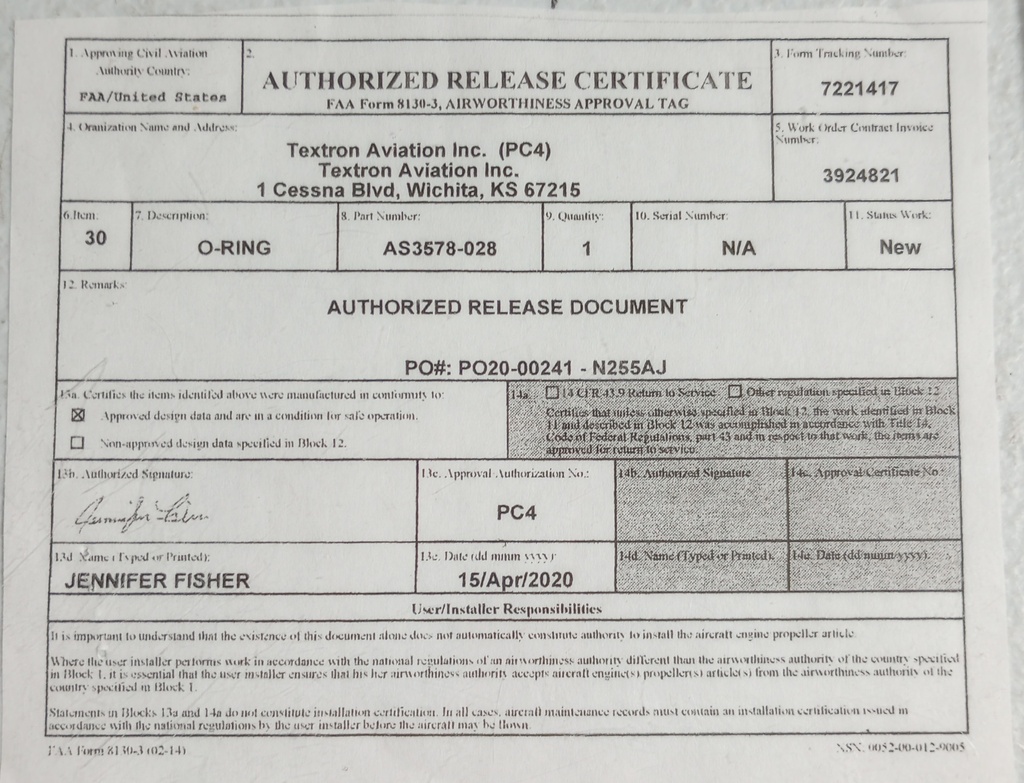 1. Approving Civil Aviation Authority Country:
FAA/United States
2.
AUTHORIZED RELEASE CERTIFICATE
FAA Form 8130-3, AIRWORTHINESS APPROVAL TAG
3. Form Tracking Number:
7221417
4. Oranization Name and Address:
Textron Aviation Inc. (PC4)
Textron Aviation Inc.
1 Cessna Blvd, Wichita, KS 67215
5. Work Order Contract Invoice
Number:
3924821
6.Item:
30
7. Description:
O-RING
8. Part Number:
AS3578-028
9. Quantity:
1
10. Serial Number:
N/A
11. Status Work:
New
12. Remarks:
AUTHORIZED RELEASE DOCUMENT
PO#: PO20-00241 - N255AJ
13a. Certifies the items identifed above were manufactured in conformity to:
Approved design data and are in a condition for safe operation.
Non-approved design data specified in Block 12.
14a. 14 CFR 43.9 Return to Service Other regulation specified in Block 12
Certifies that unless otherwise specified in Block 12, the work identified in Block
11 and described in Block 12 was accomplished in accordance with Title 14,
Code of Federal Regulations, part 43 and in respect to that work, the items are
approved for return to service.
13b. Authorized Signature:
13c. Approval Authorization No.:
PC4
14b. Authorized Signature
14c. Approval/Certificate No.
13d Name (Typed or Printed):
JENNIFER FISHER
13e. Date (dd mmm yyyy):
15/Apr/2020
14d. Name (Typed or Printed).
14e. Date (dd/mmm/yyyy).
User/Installer Responsibilities
It is important to understand that the existence of this document alone does not automatically constitute authority to install the aircraft engine propeller article.
Where the user installer performs work in accordance with the national regulations of an airworthiness authority different than the airworthiness authority of the country specified
in Block 1, it is essential that the user installer ensures that his her airworthiness authority accepts aircraft engine(s) propeller(s) article(s) from the airworthiness authority of the
country specified in Block 1.
Statements in Blocks 13a and 14a do not constitute installation certification. In all cases, aircraft maintenance records must contain an installation certification issued in
accordance with the national regulations by the user installer before the aircraft may be flown.
FAA Form 8130-3 (02-14)
NSN. 0052-00-012-9005